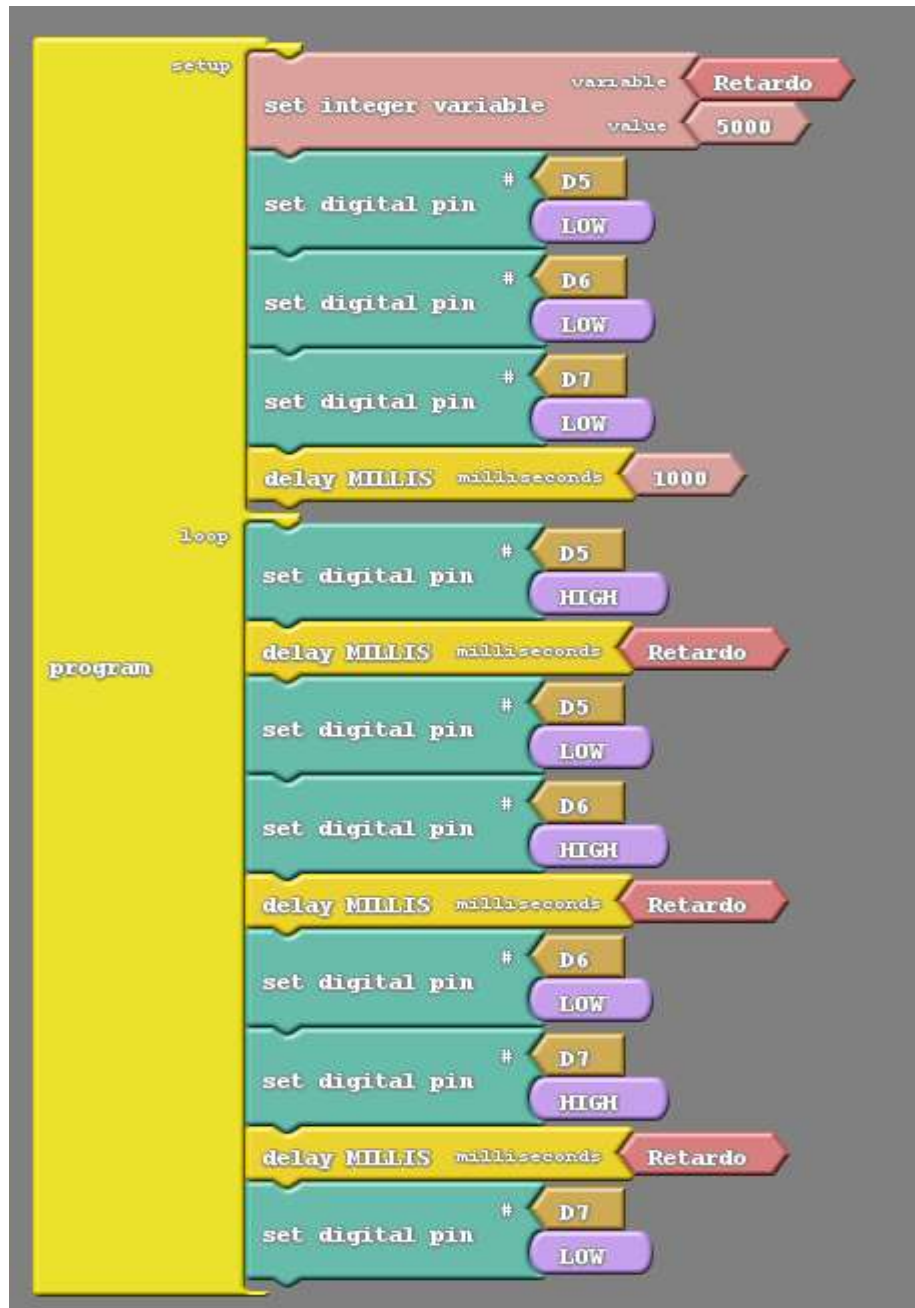 setup
variable Retardo
set integer variable
value 5000
# D5
set digital pin
LOW
# D6
set digital pin
LOW
# D7
set digital pin
LOW
delay MILLIS milliseconds 1000
loop
# D5
set digital pin
HIGH
delay MILLIS milliseconds Retardo
program
# D5
set digital pin
LOW
# D6
set digital pin
HIGH
delay MILLIS milliseconds Retardo
# D6
set digital pin
LOW
# D7
set digital pin
HIGH
delay MILLIS milliseconds Retardo
# D7
set digital pin
LOW